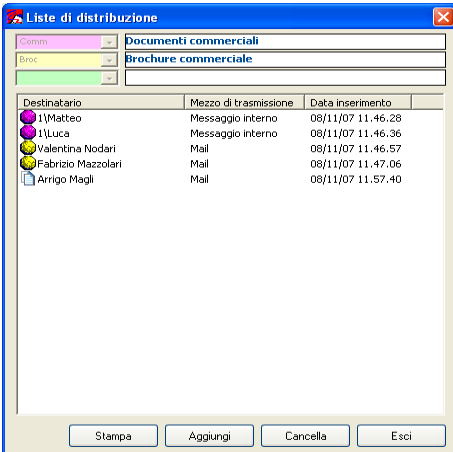 Liste di distribuzione
Comm Documenti commerciali
Broc Brochure commerciale
Destinatario Mezzo di trasmissione Data inserimento
1\Matteo Messaggio interno 08/11/07 11.46.28
1\Luca Messaggio interno 08/11/07 11.46.36
Valentina Nodari Mail 08/11/07 11.46.57
Fabrizio Mazzolari Mail 08/11/07 11.47.06
Arrigo Magli Mail 08/11/07 11.57.40
Stampa Aggiungi Cancella Esci